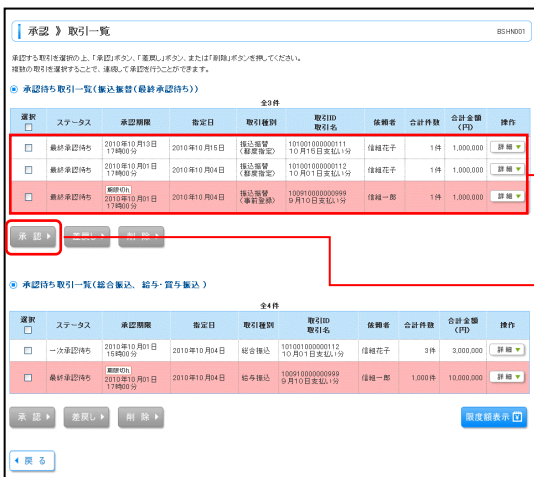 承認 》 取引一覧
BSHN001
承認する取引を選択の上、「承認」ボタン、「差戻し」ボタン、または「削除」ボタンを押してください。
複数の取引を選択することで、連続して承認を行うことができます。
承認待ち取引一覧(振込振替(最終承認待ち))
全3件
選択 ステータス 承認期限 指定日 取引種別 取引ID 取引名 依頼者 合計件数 合計金額(円) 操作
最終承認待ち 2010年10月13日 17時00分 2010年10月15日 振込振替(都度指定) 101001000000111 10月15日支払い分 信組花子 1件 1,000,000 詳細
最終承認待ち 2010年10月01日 17時00分 2010年10月04日 振込振替(都度指定) 101001000000112 10月01日支払い分 信組花子 1件 1,000,000 詳細
最終承認待ち 期限切れ 2010年10月01日 17時00分 2010年10月04日 振込振替(事前登録) 100910000000999 9月10日支払い分 信組一郎 1件 1,000,000 詳細
承認 差戻し 削除
承認待ち取引一覧(総合振込、給与・賞与振込)
全4件
選択 ステータス 承認期限 指定日 取引種別 取引ID 取引名 依頼者 合計件数 合計金額(円) 操作
一次承認待ち 2010年10月01日 15時00分 2010年10月04日 総合振込 101001000000112 10月01日支払い分 信組花子 3件 3,000,000 詳細
最終承認待ち 期限切れ 2010年10月01日 17時00分 2010年10月04日 給与振込 100910000000999 9月10日支払い分 信組一郎 1,000件 10,000,000 詳細
承認 差戻し 削除 限度額表示
戻る